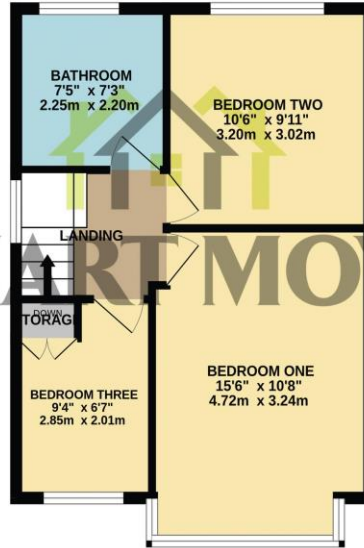 BATHROOM
7'5" x 7'3"
2.25m x 2.20m
BEDROOM TWO
10'6" x 9'11"
3.20m x 3.02m
LANDING
ART MO
DOWN
TORAG
BEDROOM THREE
9'4" x 6'7"
2.85m x 2.01m
BEDROOM ONE
15'6" x 10'8"
4.72m x 3.24m